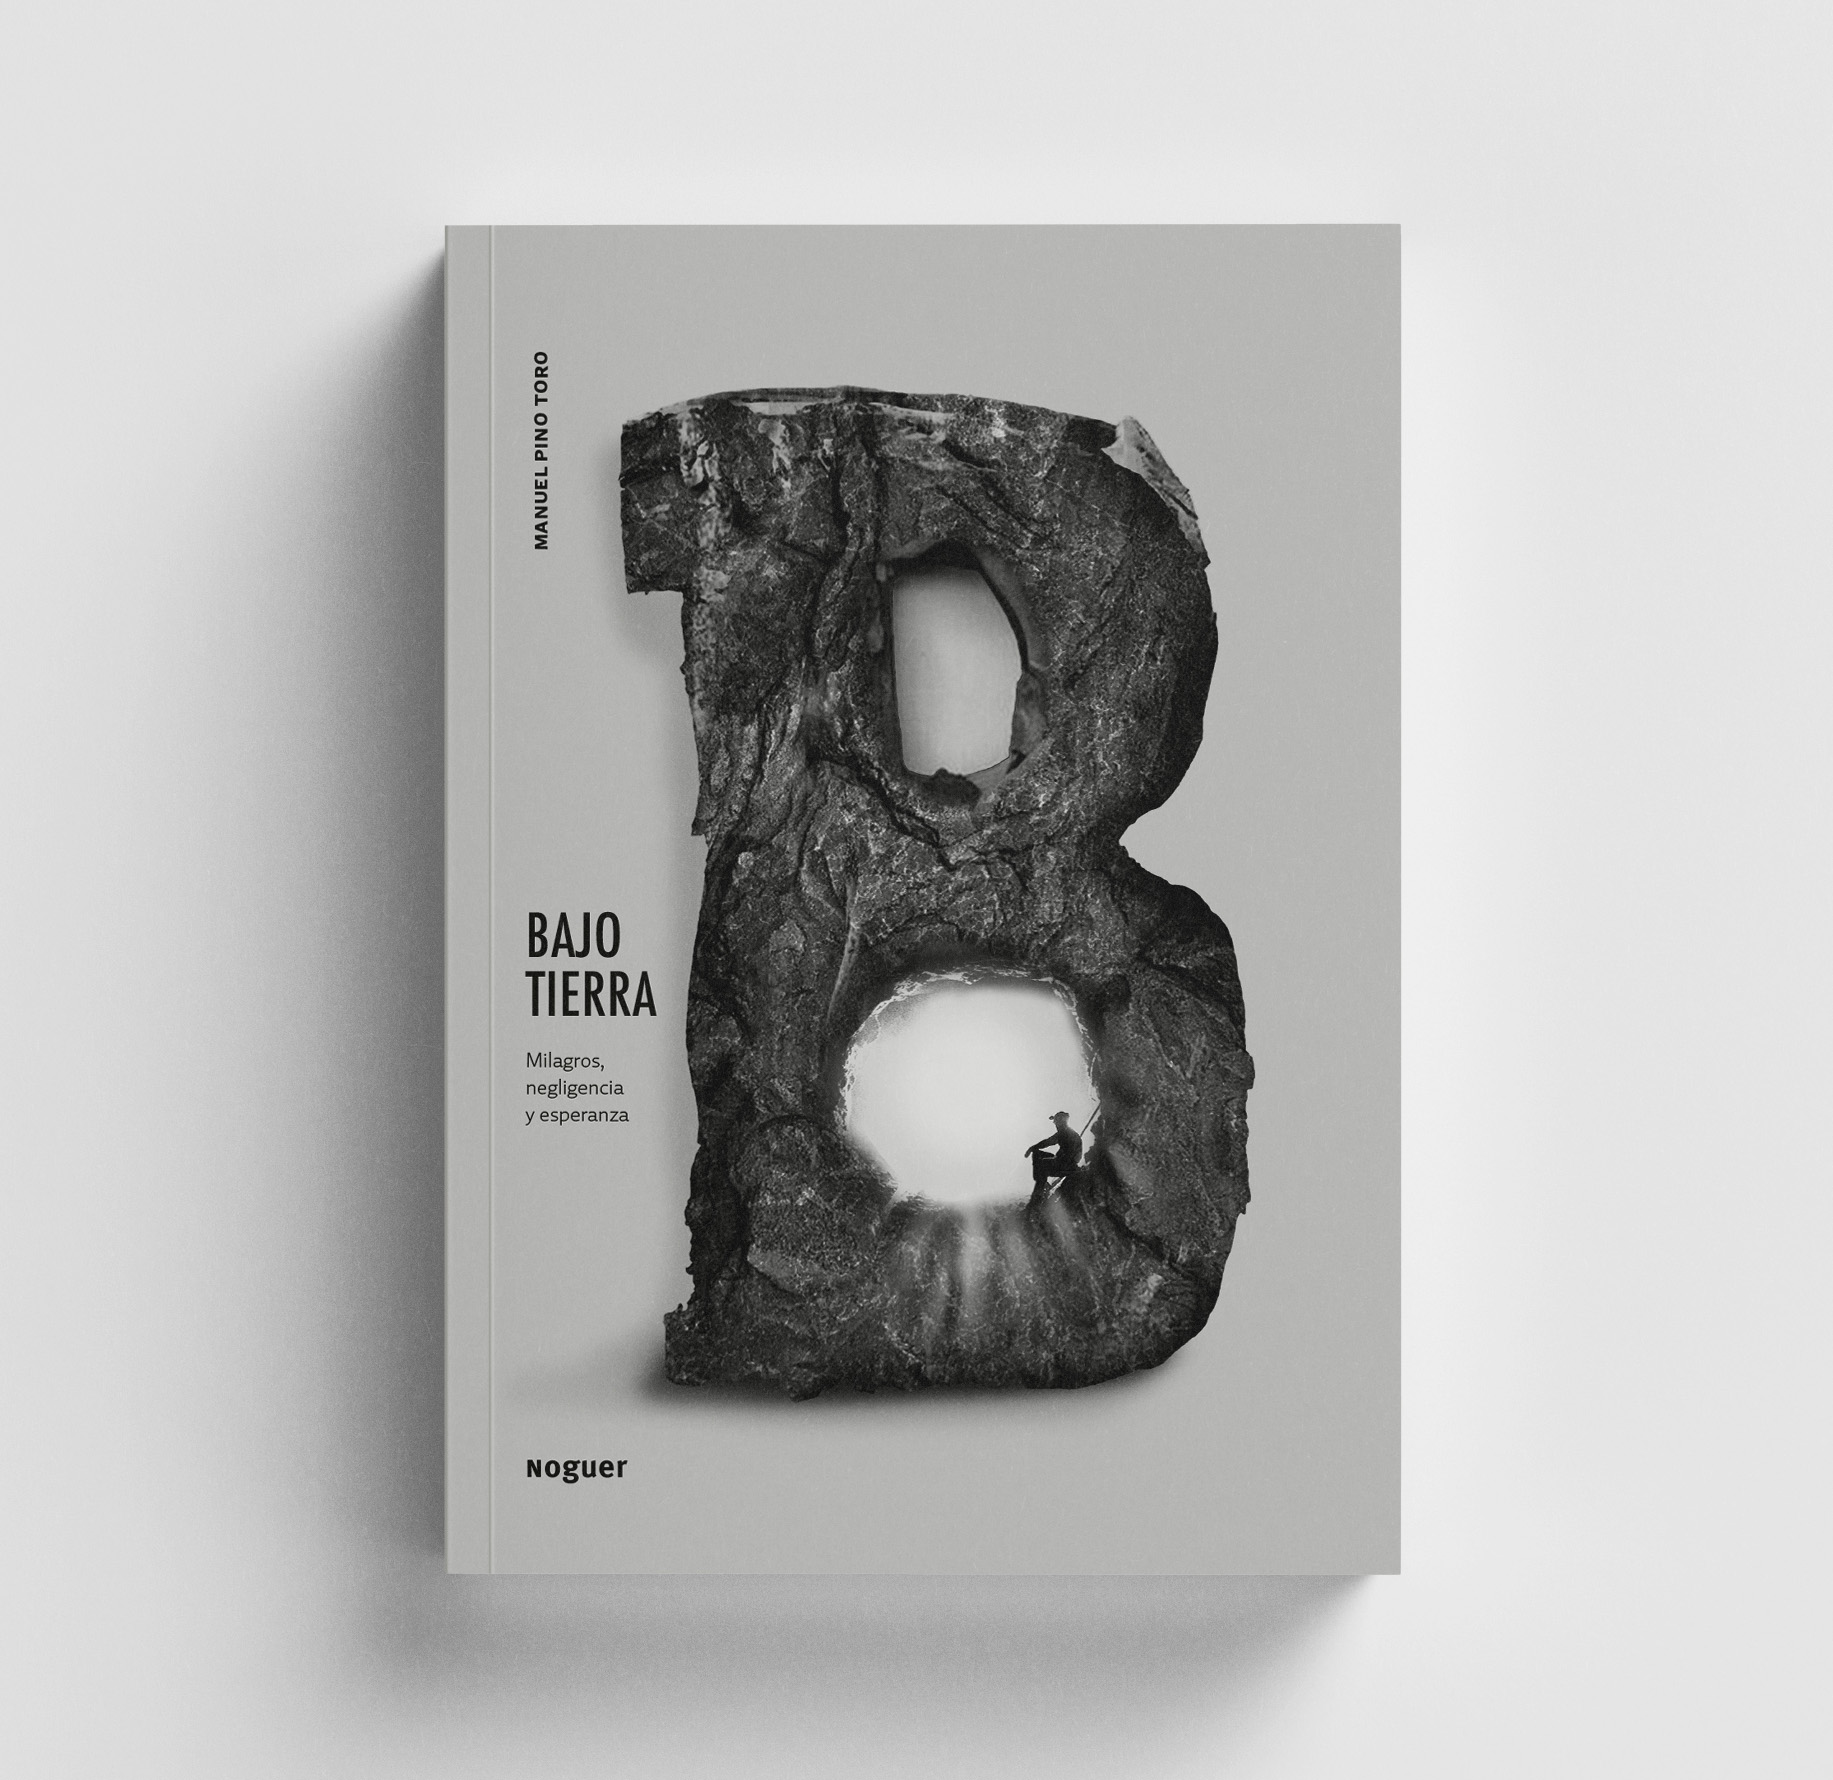 MANUEL PINO TORO
B
BAJO
TIERRA
Milagros,
negligencia
y esperanza
Noguer